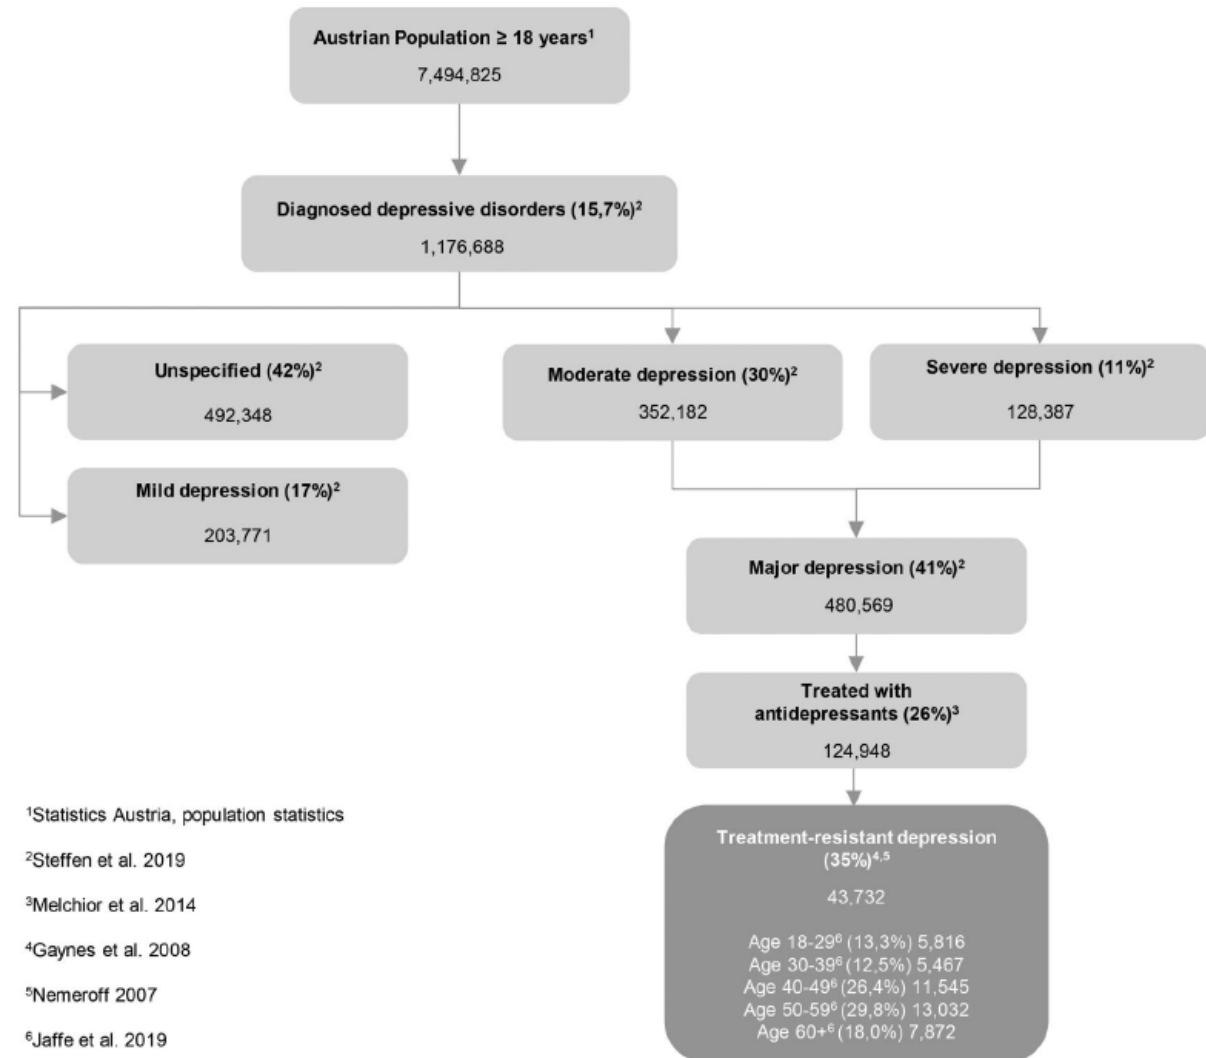 Austrian Population ≥ 18 years¹
7,494,825
Diagnosed depressive disorders (15,7%)²
1,176,688
Unspecified (42%)²
492,348
Mild depression (17%)²
203,771
Moderate depression (30%)²
352,182
Severe depression (11%)²
128,387
Major depression (41%)²
480,569
Treated with
antidepressants (26%)³
124,948
Treatment-resistant depression
(35%)⁴,⁵
43,732
Age 18-29⁶ (13,3%) 5,816
Age 30-39⁶ (12,5%) 5,467
Age 40-49⁶ (26,4%) 11,545
Age 50-59⁶ (29,8%) 13,032
Age 60+⁶ (18,0%) 7,872
¹Statistics Austria, population statistics
²Steffen et al. 2019
³Melchior et al. 2014
⁴Gaynes et al. 2008
⁵Nemeroff 2007
⁶Jaffe et al. 2019